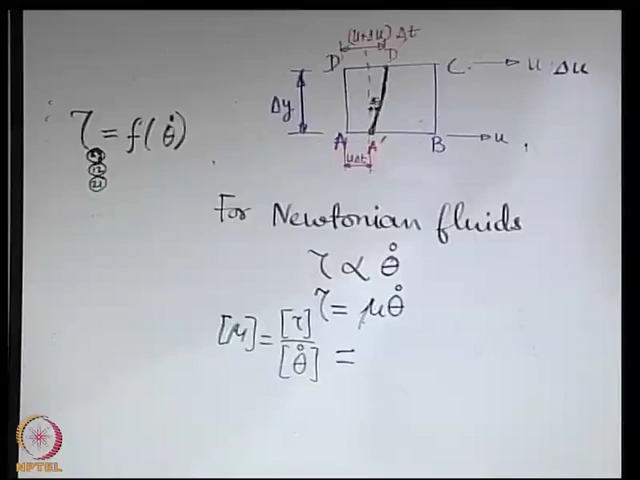 (u+Δu) Δt
D D' C u Δu
Δy
τ = f(θ̇)
A A' B u
uΔt
For Newtonian fluids
τ ∝ θ̇
τ = μθ̇
[μ] = [τ] / [θ̇] =
NPTEL